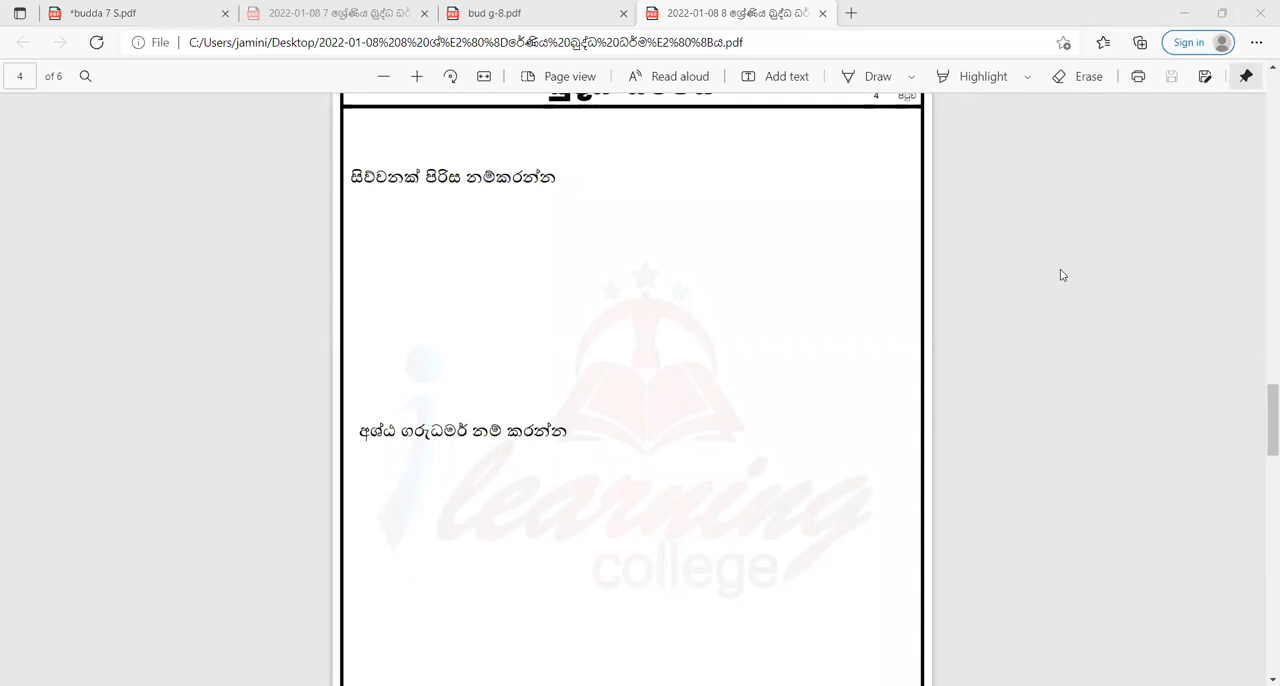 *budda 7 S.pdf
2022-01-08 7 ශ්‍රේණිය බුද්ධ ධර්
bud g-8.pdf
2022-01-08 8 ශ්‍රේණිය බුද්ධ ධර්
File
C:/Users/jamini/Desktop/2022-01-08%208%20ශ්%E2%80%8Dරේණිය%20බුද්ධ%20ධර්ම%E2%80%8Bය.pdf
Sign in
4 of 6
Page view
Read aloud
Add text
Draw
Highlight
Erase
4 පිටුව
සිව්වනක් පිරිස නම්කරන්න
අශ්ඨ ගරුධමර් නම් කරන්න
i learning
college